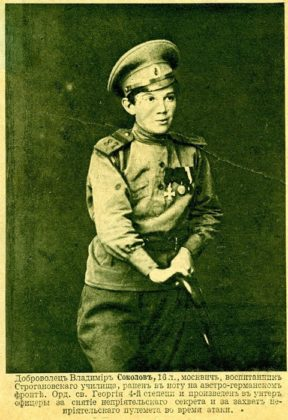 Доброволецъ Владиміръ Соколовъ, 16 л., москвичъ, воспитанникъ
Строгановскаго училища, раненъ въ ногу на австро-германскомъ
фронтѣ. Орд. св. Георгія 4-й степени и произведенъ въ унтеръ
офицеры за снятіе непріятельскаго секрета и за захватъ не-
пріятельскаго пулемета во время атаки.